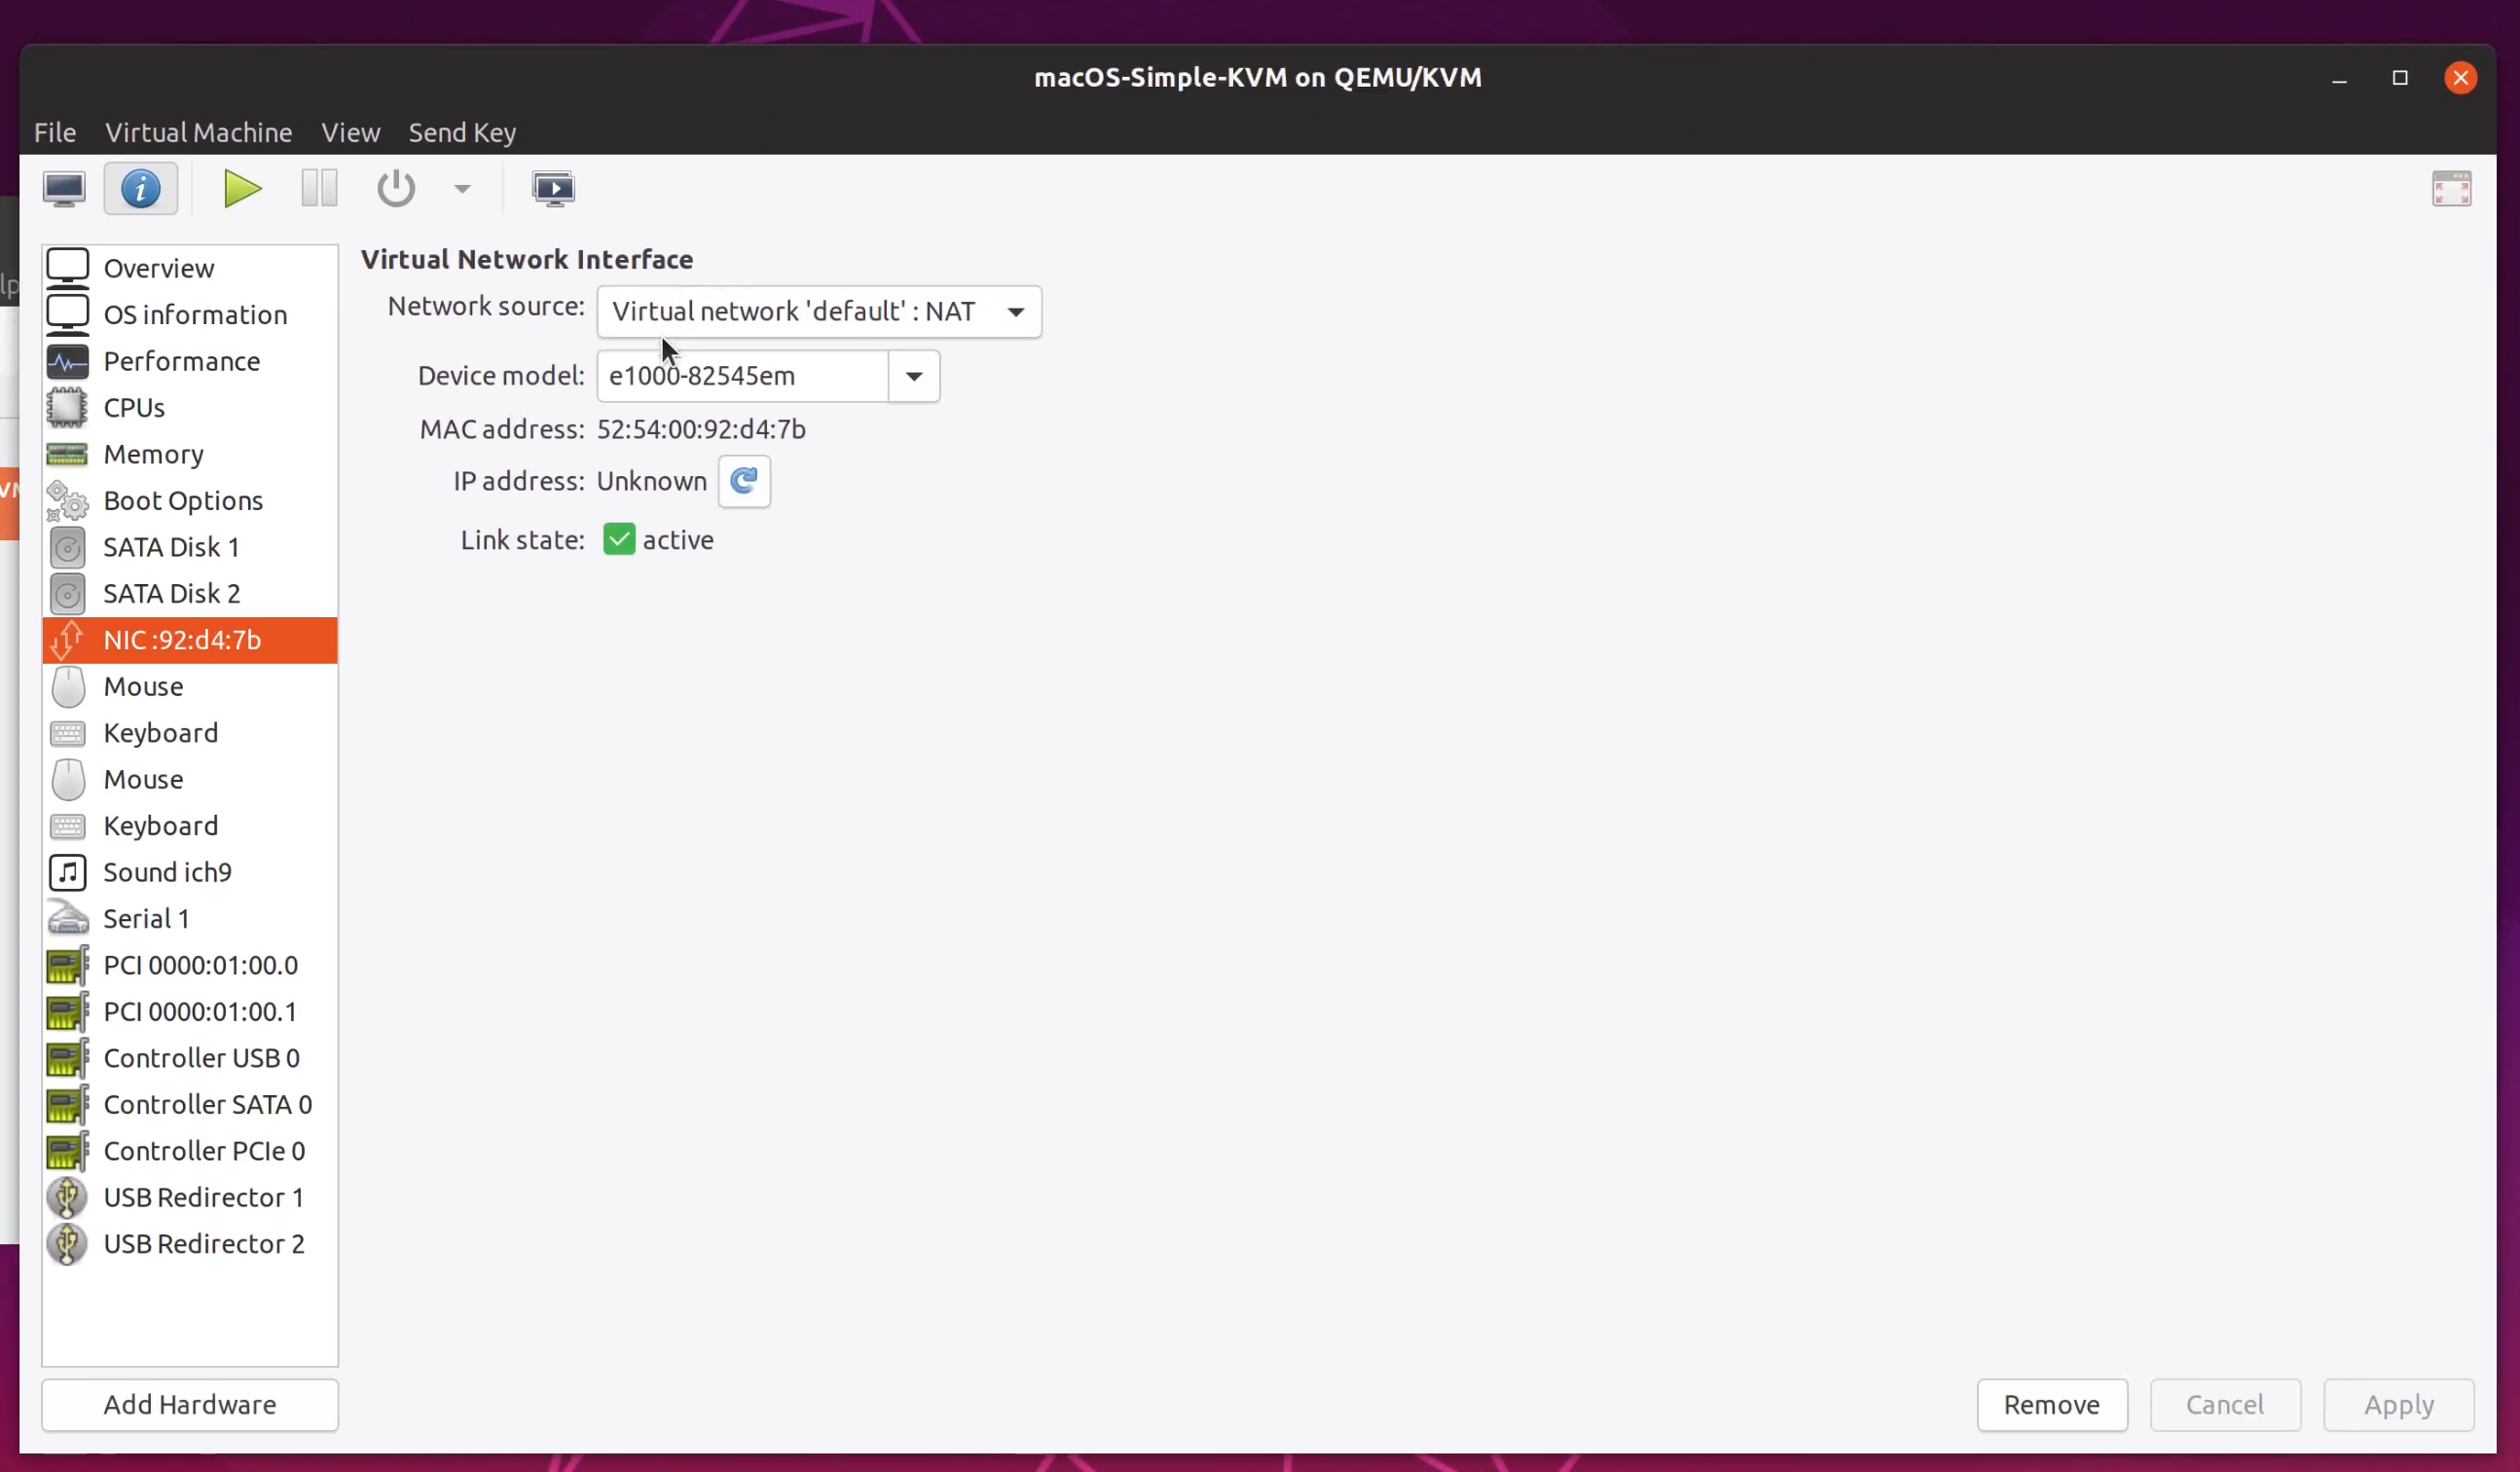 macOS-Simple-KVM on QEMU/KVM
File Virtual Machine View Send Key
Overview
OS information
Performance
CPUs
Memory
Boot Options
SATA Disk 1
SATA Disk 2
NIC :92:d4:7b
Mouse
Keyboard
Mouse
Keyboard
Sound ich9
Serial 1
PCI 0000:01:00.0
PCI 0000:01:00.1
Controller USB 0
Controller SATA 0
Controller PCIe 0
USB Redirector 1
USB Redirector 2
Add Hardware
Virtual Network Interface
Network source: Virtual network 'default' : NAT
Device model: e1000-82545em
MAC address: 52:54:00:92:d4:7b
IP address: Unknown
Link state: active
Remove Cancel Apply